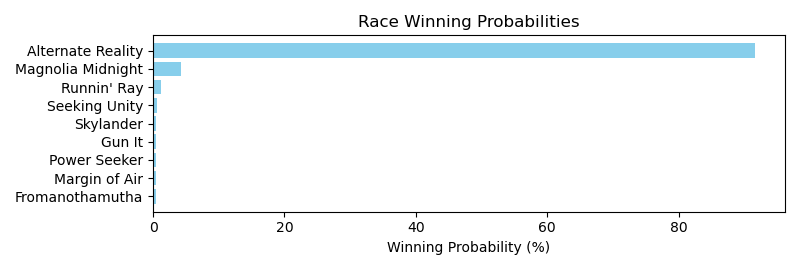 Race Winning Probabilities
Alternate Reality
Magnolia Midnight
Runnin' Ray
Seeking Unity
Skylander
Gun It
Power Seeker
Margin of Air
Fromanothamutha
0 20 40 60 80
Winning Probability (%)